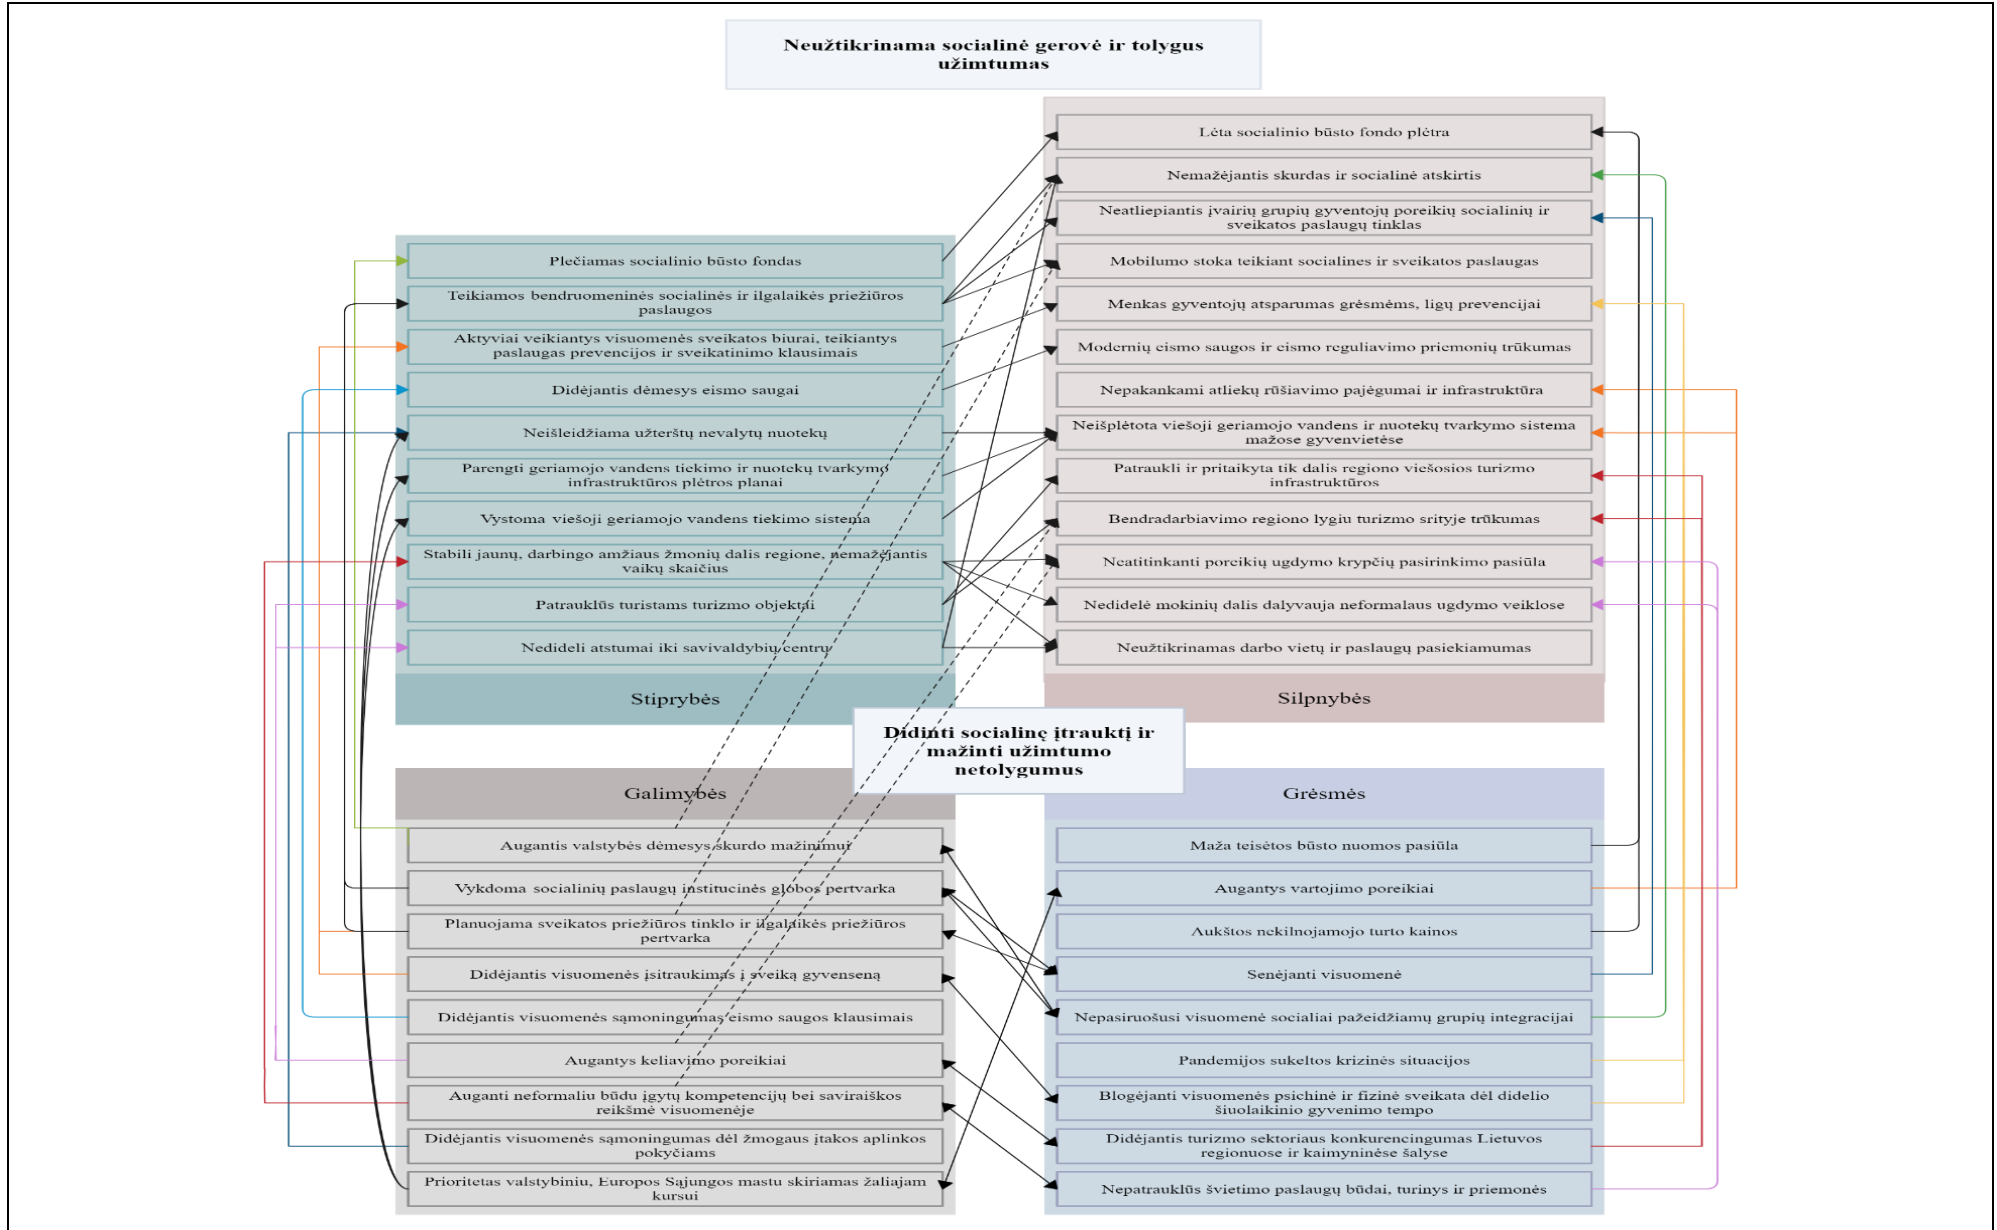 Neužtikrinama socialinė gerovė ir tolygus
užimtumas
Plečiamas socialinio būsto fondas
Teikiamos bendruomeninės socialinės ir ilgalaikės priežiūros
paslaugos
Aktyviai veikiantys visuomenės sveikatos biurai, teikiantys
paslaugas prevencijos ir sveikatinimo klausimais
Didėjantis dėmesys eismo saugai
Neišleidžiama užterštų nevalytų nuotekų
Parengti geriamojo vandens tiekimo ir nuotekų tvarkymo
infrastruktūros plėtros planai
Vystoma viešoji geriamojo vandens tiekimo sistema
Stabili jaunų, darbingo amžiaus žmonių dalis regione, nemažėjantis
vaikų skaičius
Patrauklūs turistams turizmo objektai
Nedideli atstumai iki savivaldybių centrų
Stiprybės
Lėta socialinio būsto fondo plėtra
Nemažėjantis skurdas ir socialinė atskirtis
Neatliepiantis įvairių grupių gyventojų poreikių socialinių ir
sveikatos paslaugų tinklas
Mobilumo stoka teikiant socialines ir sveikatos paslaugas
Menkas gyventojų atsparumas grėsmėms, ligų prevencijai
Modernių eismo saugos ir eismo reguliavimo priemonių trūkumas
Nepakankami atliekų rūšiavimo pajėgumai ir infrastruktūra
Neišplėtota viešoji geriamojo vandens ir nuotekų tvarkymo sistema
mažose gyvenvietėse
Patraukli ir pritaikyta tik dalis regiono viešosios turizmo
infrastruktūros
Bendradarbiavimo regiono lygiu turizmo srityje trūkumas
Neatitinkanti poreikių ugdymo krypčių pasirinkimo pasiūla
Nedidelė mokinių dalis dalyvauja neformalaus ugdymo veiklose
Neužtikrinamas darbo vietų ir paslaugų pasiekiamumas
Silpnybės
Didinti socialinę įtrauktį ir
mažinti užimtumo
netolygumus
Galimybės
Augantis valstybės dėmesys skurdo mažinimui
Vykdoma socialinių paslaugų institucinės globos pertvarka
Planuojama sveikatos priežiūros tinklo ir ilgalaikės priežiūros
pertvarka
Didėjantis visuomenės įsitraukimas į sveiką gyvenseną
Didėjantis visuomenės sąmoningumas eismo saugos klausimais
Augantys keliavimo poreikiai
Auganti neformaliu būdu įgytų kompetencijų bei saviraiškos
reikšmė visuomenėje
Didėjantis visuomenės sąmoningumas dėl žmogaus įtakos aplinkos
pokyčiams
Prioritetas valstybiniu, Europos Sąjungos mastu skiriamas žaliajam
kursui
Grėsmės
Maža teisėtos būsto nuomos pasiūla
Augantys vartojimo poreikiai
Aukštos nekilnojamojo turto kainos
Senėjanti visuomenė
Nepasiruošusi visuomenė socialiai pažeidžiamų grupių integracijai
Pandemijos sukeltos krizinės situacijos
Blogėjanti visuomenės psichinė ir fizinė sveikata dėl didelio
šiuolaikinio gyvenimo tempo
Didėjantis turizmo sektoriaus konkurencingumas Lietuvos
regionuose ir kaimyninėse šalyse
Nepatrauklūs švietimo paslaugų būdai, turinys ir priemonės